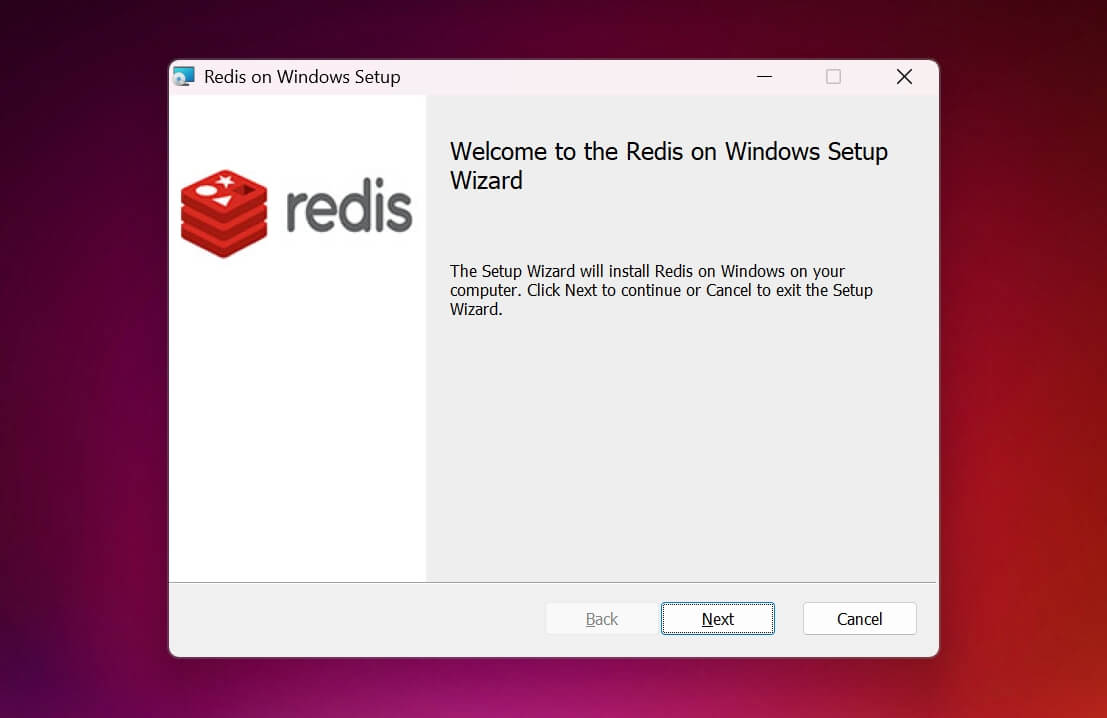 Redis on Windows Setup
redis
Welcome to the Redis on Windows Setup
Wizard
The Setup Wizard will install Redis on Windows on your
computer. Click Next to continue or Cancel to exit the Setup
Wizard.
Back Next Cancel